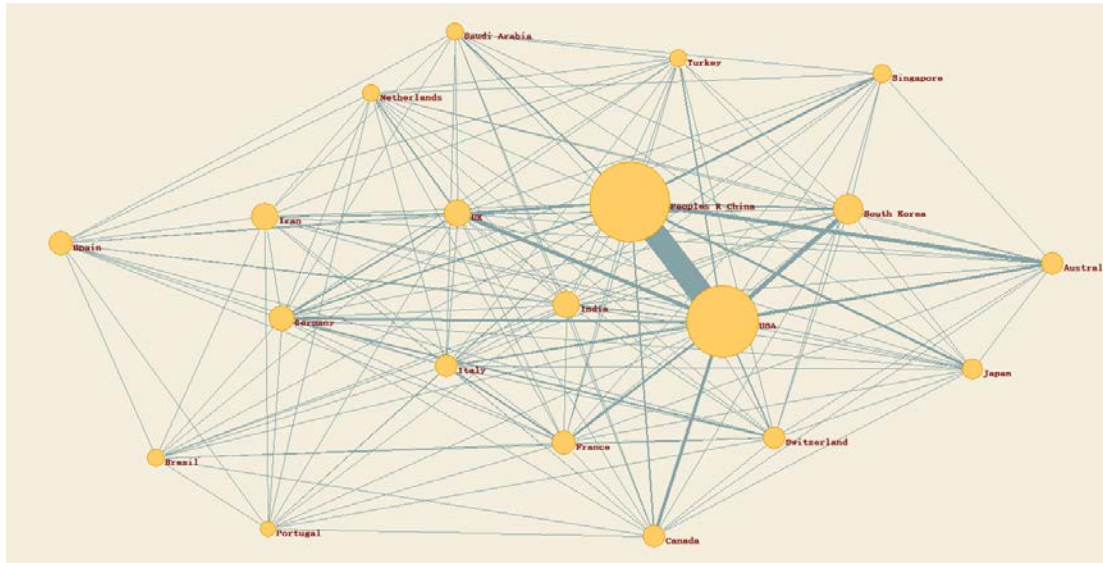 Saudi Arabia
Turkey
Singapore
Netherlands
Peoples R China
South Korea
Iran
UK
Spain
Austral
India
Germany
USA
Italy
Japan
France
Switzerland
Brazil
Portugal
Canada